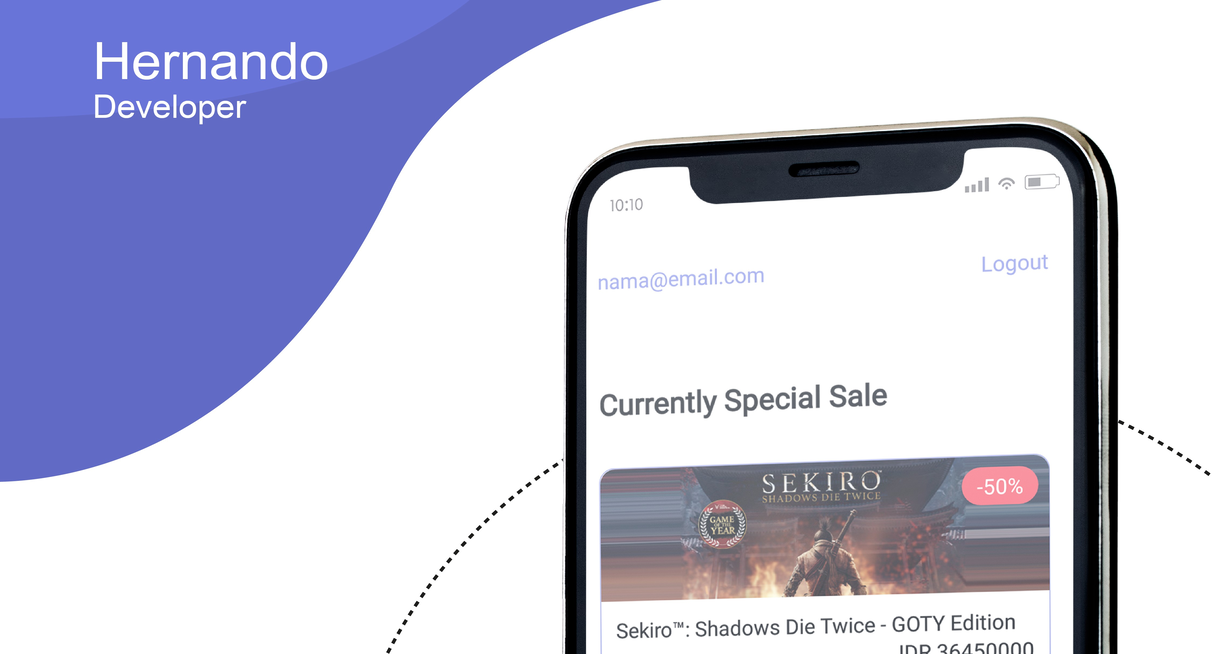 Hernando
Developer
10:10
nama@email.com
Logout
Currently Special Sale
SEKIRO™
SHADOWS DIE TWICE
-50%
GAME
OF THE
YEAR
Sekiro™: Shadows Die Twice - GOTY Edition
IDR 36450000